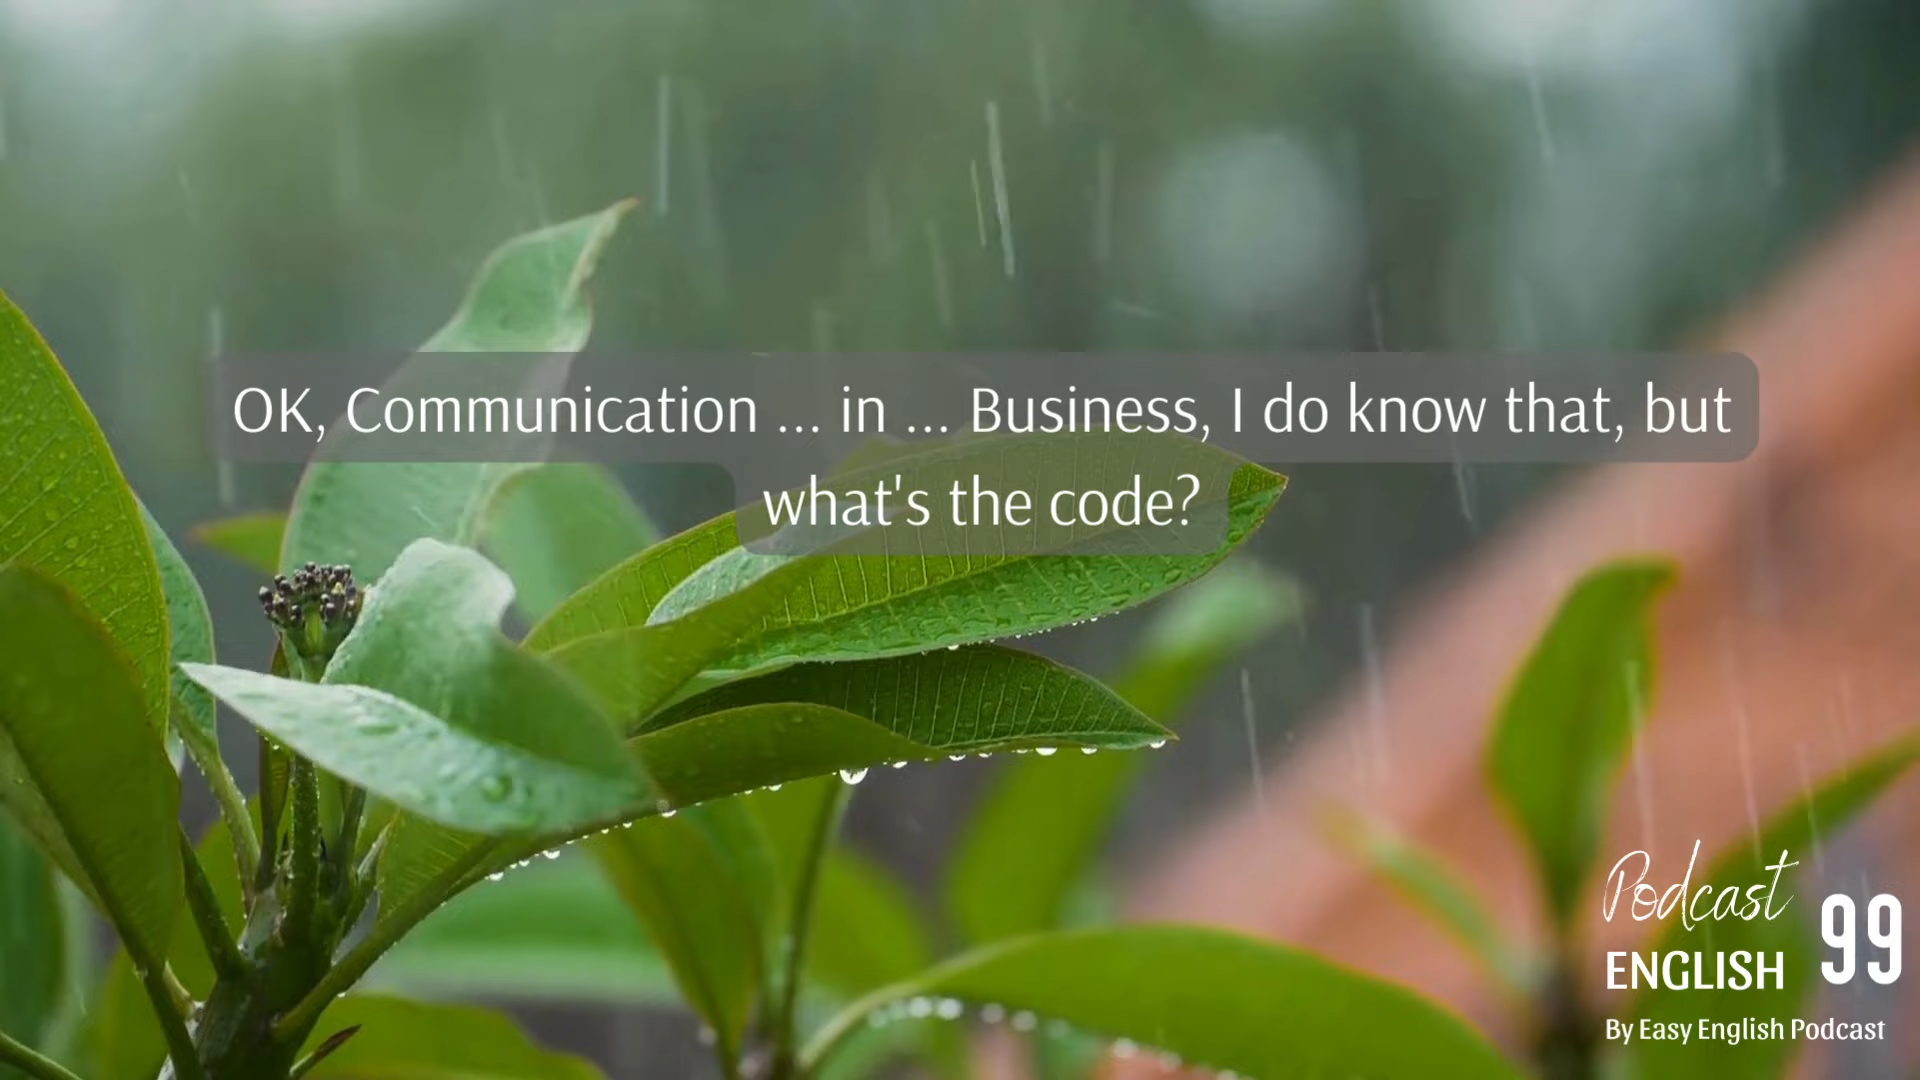 OK, Communication ... in ... Business, I do know that, but
what's the code?
Podcast
ENGLISH 99
By Easy English Podcast